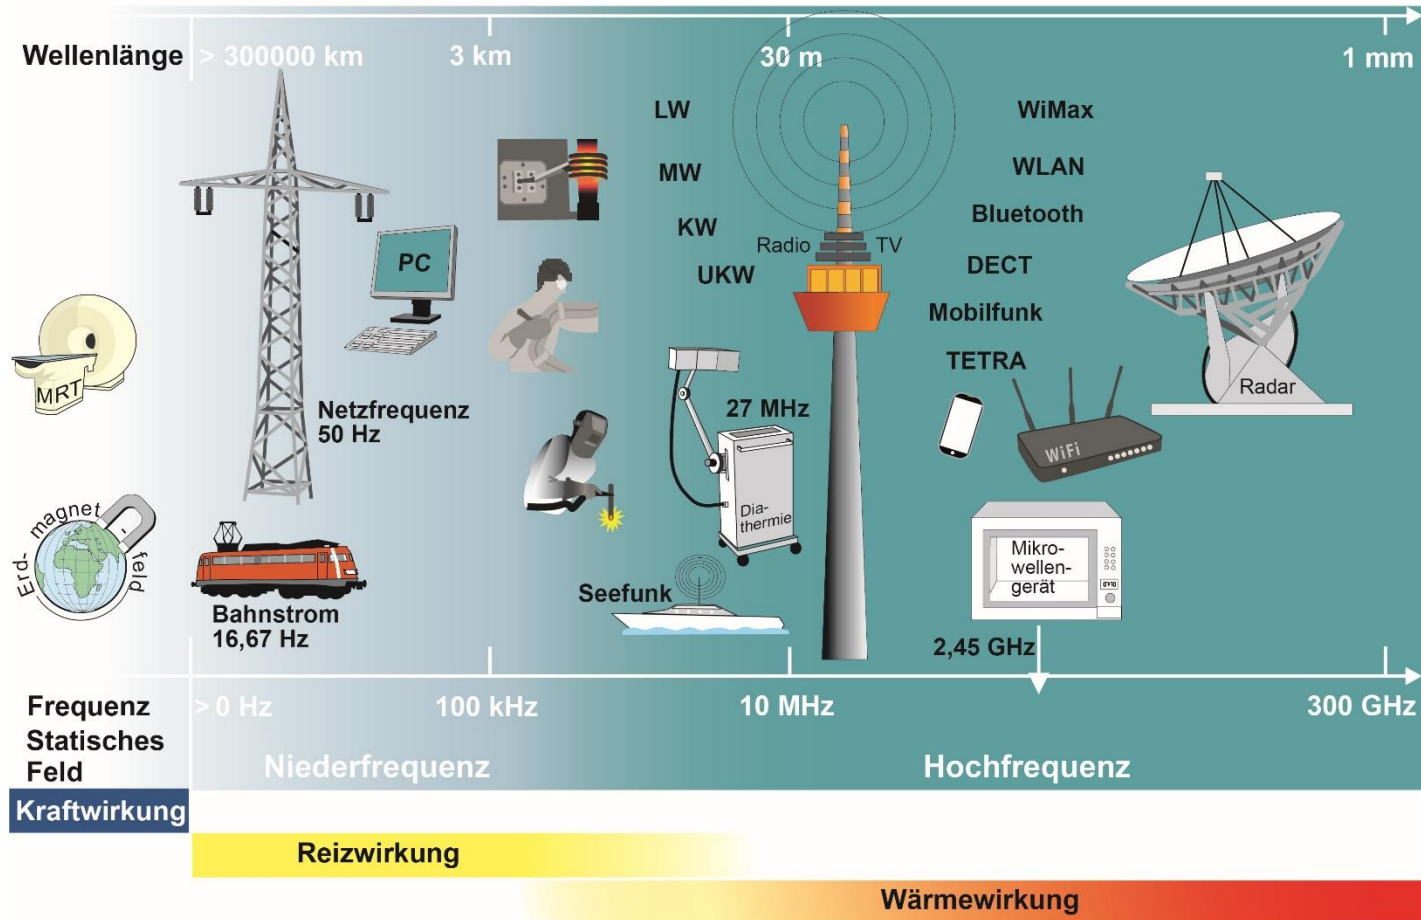 Wellenlänge
> 300000 km
3 km
30 m
1 mm
LW
MW
KW
UKW
Radio
TV
WiMax
WLAN
Bluetooth
DECT
Mobilfunk
TETRA
PC
MRT
Netzfrequenz
50 Hz
27 MHz
Dia-
thermie
WiFi
Radar
Erd-
magnet-
feld
Bahnstrom
16,67 Hz
Seefunk
Mikro-
wellen-
gerät
2,45 GHz
Frequenz
> 0 Hz
100 kHz
10 MHz
300 GHz
Statisches
Feld
Niederfrequenz
Hochfrequenz
Kraftwirkung
Reizwirkung
Wärmewirkung